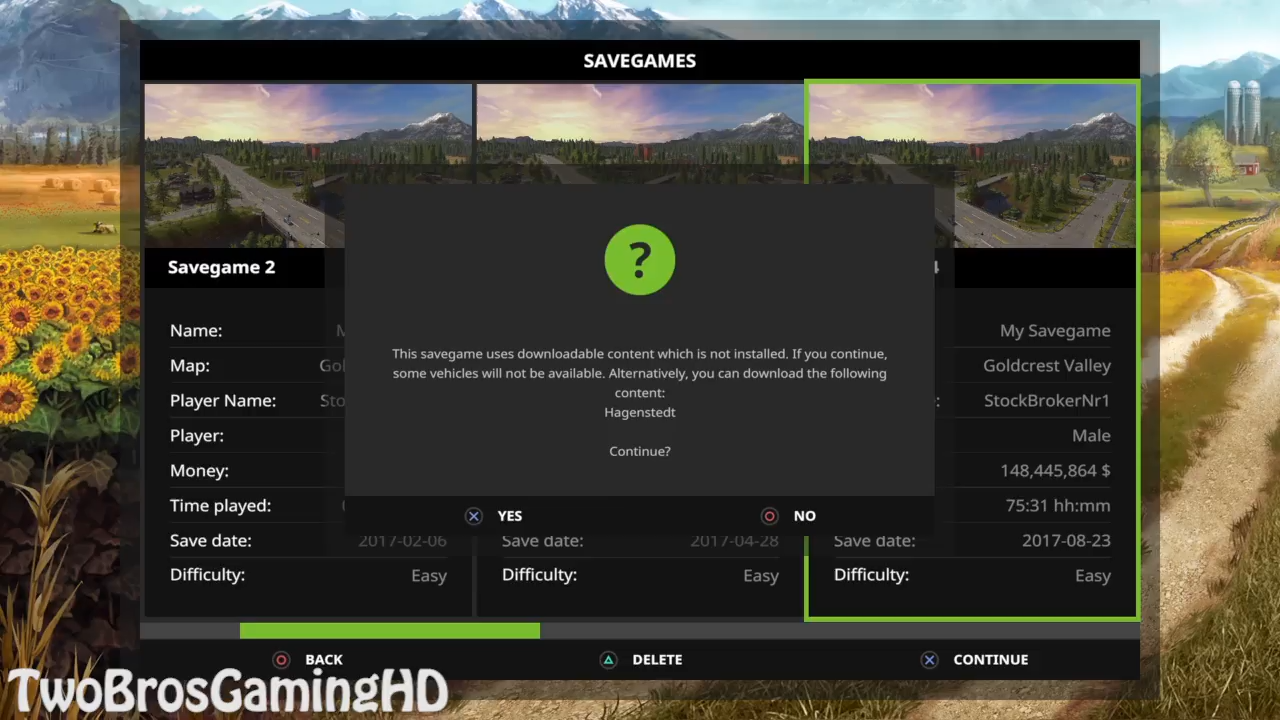 SAVEGAMES
Savegame 2
4
This savegame uses downloadable content which is not installed. If you continue,
some vehicles will not be available. Alternatively, you can download the following
content:
Hagenstedt
Continue?
YES
NO
Name:
My Savegame
Map:
Goldcrest Valley
Player Name:
StockBrokerNr1
Player:
Male
Money:
148,445,864 $
Time played:
75:31 hh:mm
Save date: 2017-02-06
Save date: 2017-04-28
Save date: 2017-08-23
Difficulty: Easy
Difficulty: Easy
Difficulty: Easy
BACK
DELETE
CONTINUE
TwoBrosGamingHD